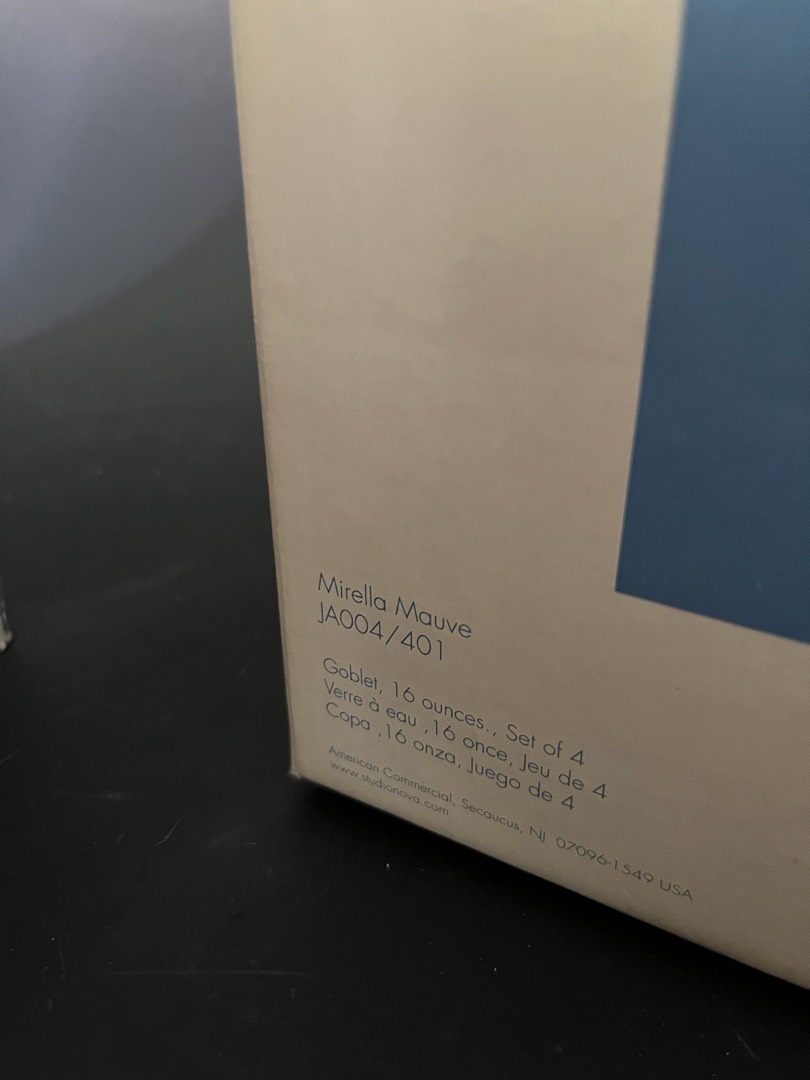 Mirella Mauve
JA004/401
Goblet, 16 ounces., Set of 4
Verre à eau ,16 once, Jeu de 4
Copa ,16 onza, Juego de 4
American Commercial, Secaucus, NJ 07096-1549 USA
www.studionova.com